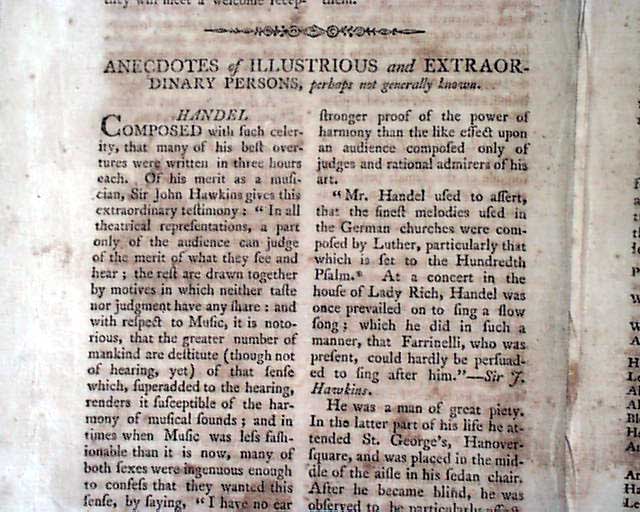 they will meet a welcome recep-
them.
ANECDOTES of ILLUSTRIOUS and EXTRAOR-
DINARY PERSONS, perhaps not generally known.
HANDEL
COMPOSED with ſuch celer-
ity, that many of his beſt over-
tures were written in three hours
each. Of his merit as a muſi-
cian, Sir John Hawkins gives this
extraordinary teſtimony: "In all
theatrical repreſentations, a part
only of the audience can judge
of the merit of what they ſee and
hear; the reſt are drawn together
by motives in which neither taſte
nor judgment have any ſhare: and
with reſpect to Muſic, it is noto-
rious, that the greater number of
mankind are deſtitute (though not
of hearing, yet) of that ſenſe
which, ſuperadded to the hearing,
renders it ſuſceptible of the har-
mony of muſical ſounds; and in
times when Muſic was leſs faſh-
ionable than it is now, many of
both ſexes were ingenuous enough
to confeſs that they wanted this
ſenſe, by ſaying, "I have no ear
ſtronger proof of the power of
harmony than the like effect upon
an audience compoſed only of
judges and rational admirers of his
art.
"Mr. Handel uſed to aſſert,
that the fineſt melodies uſed in
the German churches were com-
poſed by Luther, particularly that
which is ſet to the Hundredth
Pſalm.* At a concert in the
houſe of Lady Rich, Handel was
once prevailed on to ſing a ſlow
ſong; which he did in ſuch a
manner, that Farrinelli, who was
preſent, could hardly be perſuad-
ed to ſing after him."—Sir J.
Hawkins.
He was a man of great piety.
In the latter part of his life he at-
tended St. George's, Hanover-
ſquare, and was placed in the mid-
dle of the aiſle in his ſedan chair.
After he became blind, he was
obſerved to be particularly